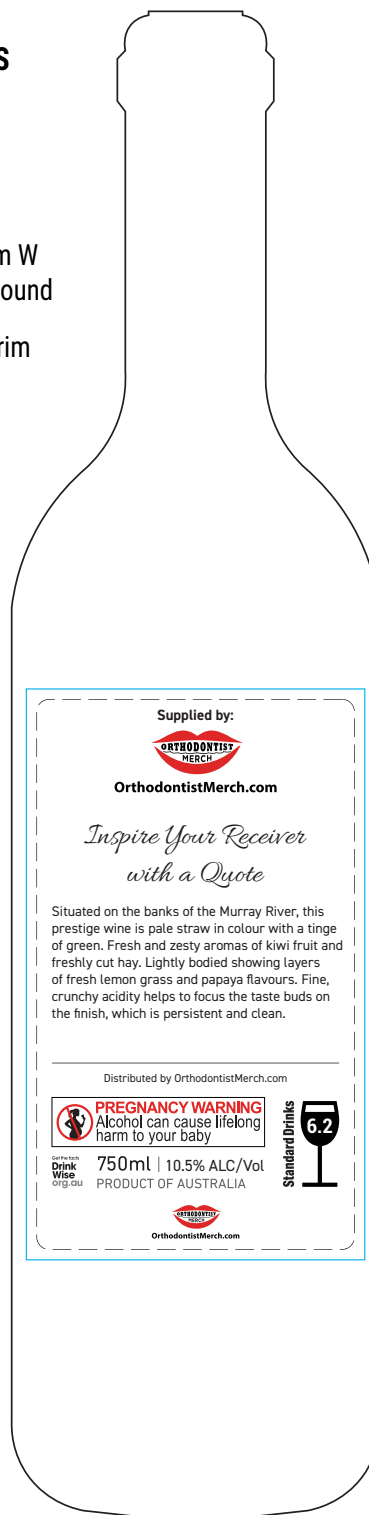 s
m W
ound
rim
Supplied by:
ORTHODONTIST
MERCH
OrthodontistMerch.com
Inspire Your Receiver
with a Quote
Situated on the banks of the Murray River, this
prestige wine is pale straw in colour with a tinge
of green. Fresh and zesty aromas of kiwi fruit and
freshly cut hay. Lightly bodied showing layers
of fresh lemon grass and papaya flavours. Fine,
crunchy acidity helps to focus the taste buds on
the finish, which is persistent and clean.
Distributed by OrthodontistMerch.com
PREGNANCY WARNING
Alcohol can cause lifelong
harm to your baby
Standard Drinks
6.2
Get the facts
Drink
Wise
org.au
750ml | 10.5% ALC/Vol
PRODUCT OF AUSTRALIA
ORTHODONTIST
MERCH
OrthodontistMerch.com